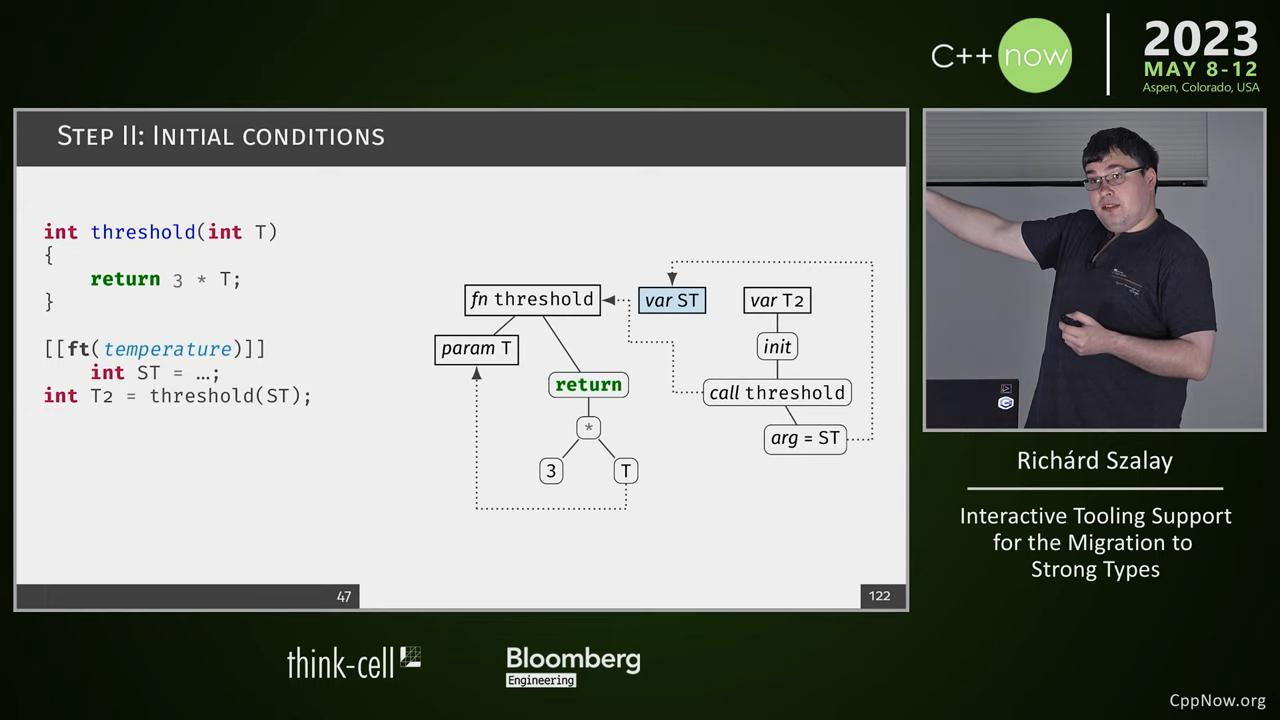 C++ now
2023
MAY 8-12
Aspen, Colorado, USA
STEP II: INITIAL CONDITIONS
int threshold(int T)
{
return 3 * T;
}
[[ft(temperature)]]
int ST = …;
int T2 = threshold(ST);
fn threshold
var ST
var T2
param T
init
return
call threshold
*
arg = ST
3
T
47
122
Richárd Szalay
Interactive Tooling Support
for the Migration to
Strong Types
think-cell
Bloomberg
Engineering
CppNow.org